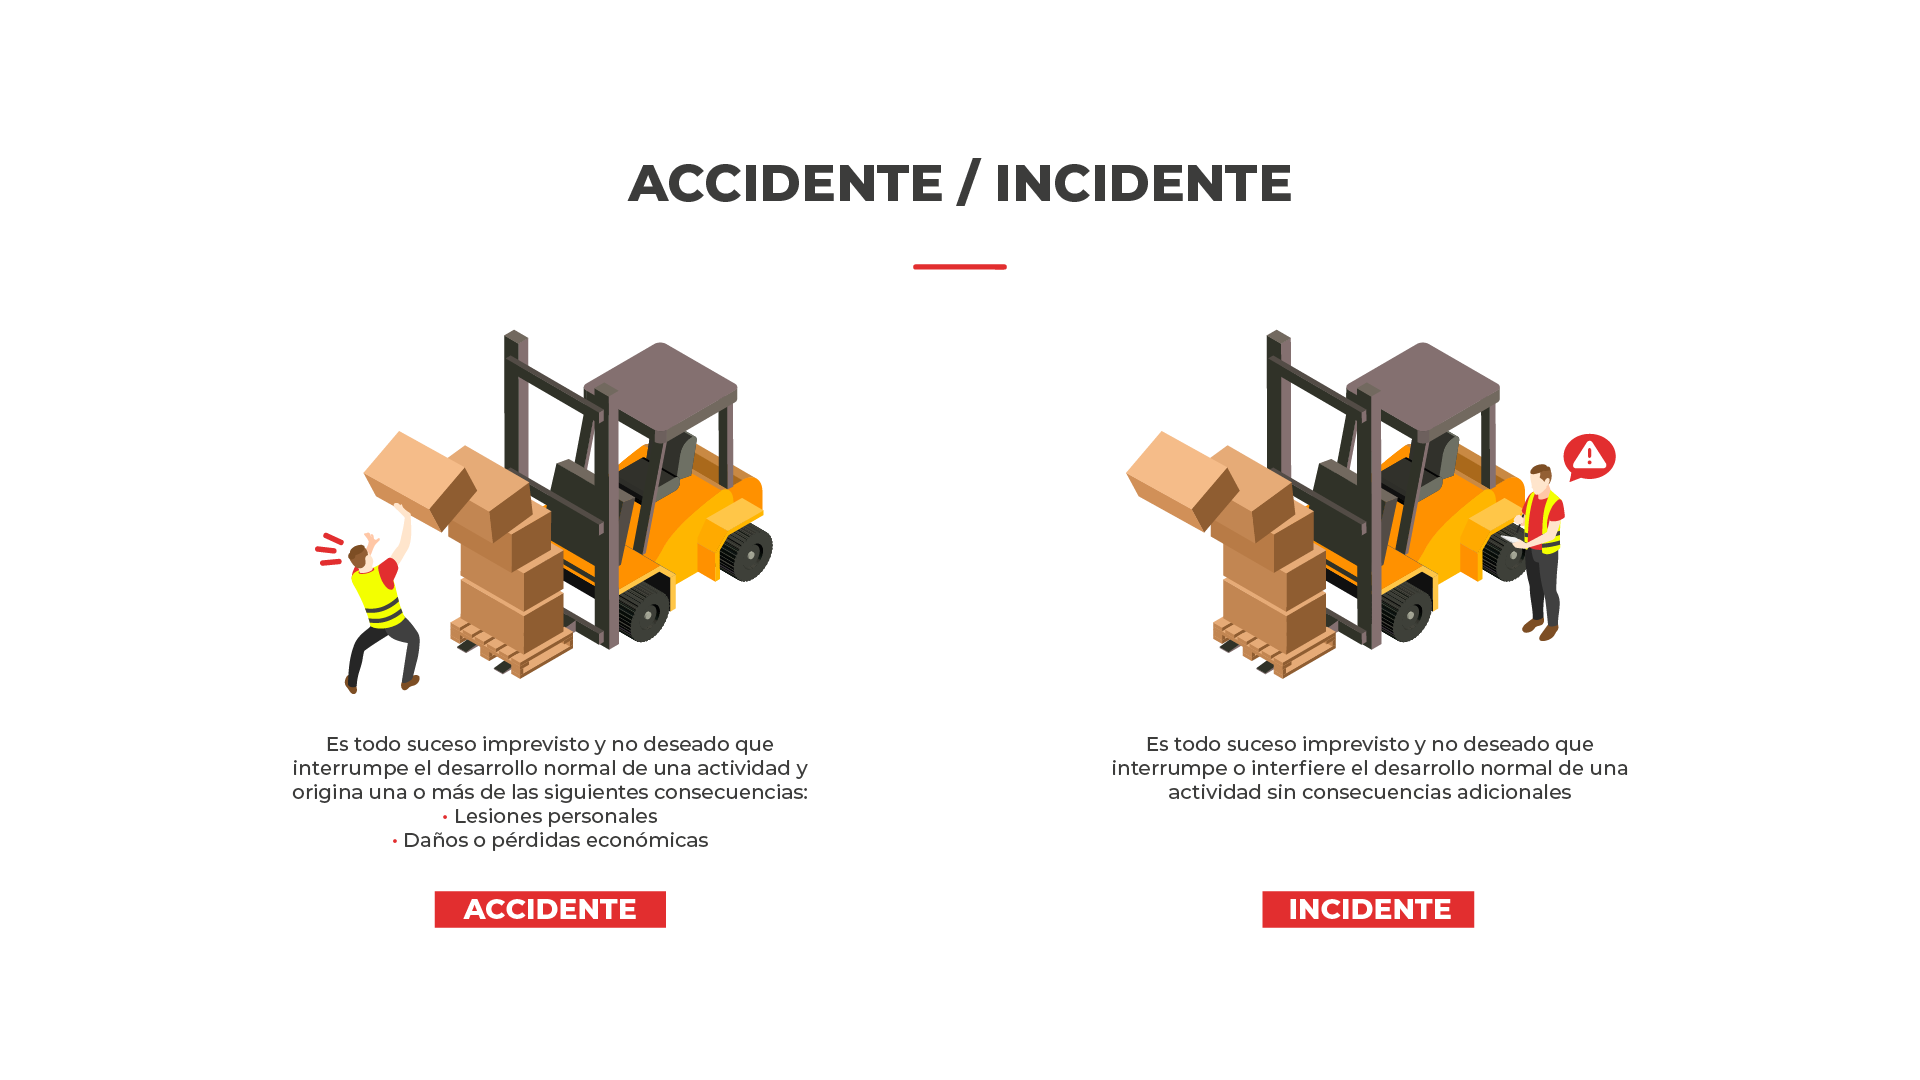 ACCIDENTE / INCIDENTE
Es todo suceso imprevisto y no deseado que
interrumpe el desarrollo normal de una actividad y
origina una o más de las siguientes consecuencias:
• Lesiones personales
• Daños o pérdidas económicas
ACCIDENTE
Es todo suceso imprevisto y no deseado que
interrumpe o interfiere el desarrollo normal de una
actividad sin consecuencias adicionales
INCIDENTE